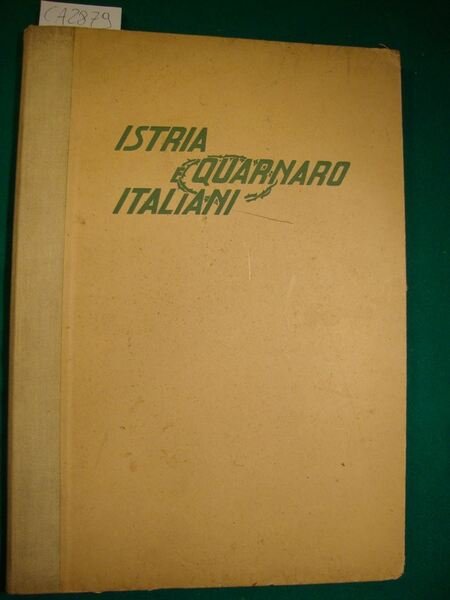 CA2879
ISTRIA
E QUARNARO
ITALIANI